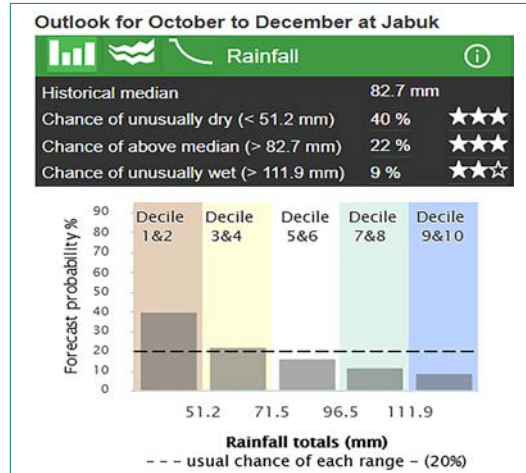 Outlook for October to December at Jabuk
Rainfall
Historical median 82.7 mm
Chance of unusually dry (< 51.2 mm) 40 % ★★★
Chance of above median (> 82.7 mm) 22 % ★★★
Chance of unusually wet (> 111.9 mm) 9 % ★★☆
Forecast probability %
90
80
70
60
50
40
30
20
10
0
Decile 1&2
Decile 3&4
Decile 5&6
Decile 7&8
Decile 9&10
51.2 71.5 96.5 111.9
Rainfall totals (mm)
--- usual chance of each range – (20%)